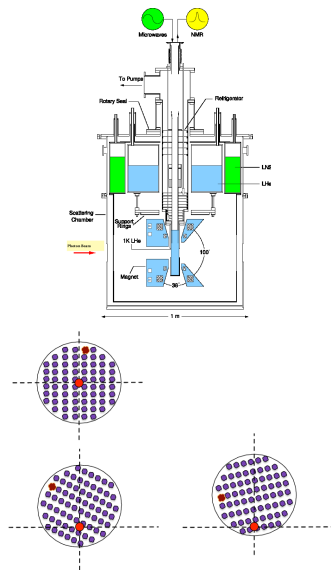 Microwaves
NMR
To Pumps
Refrigerator
Rotary Seal
LN2
LHe
Scattering
Chamber
Support
Rings
1K LHe
Photon Beam
100°
Magnet
38°
1 m